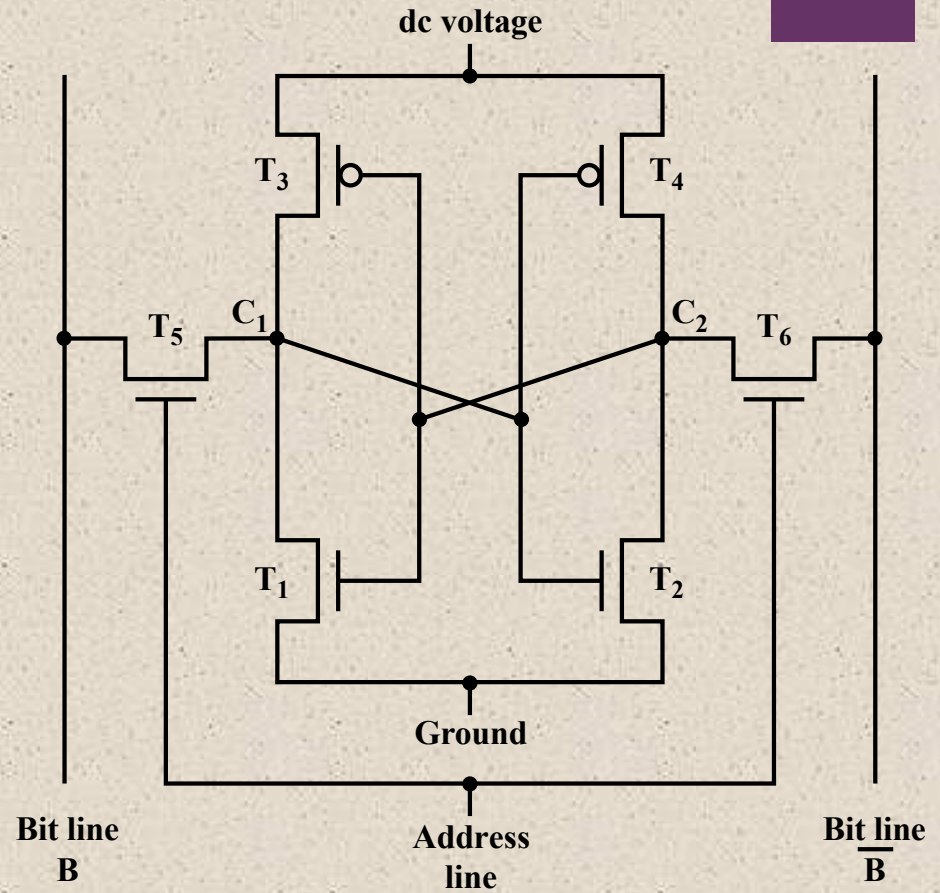 dc voltage
T3
T4
T5
C1
C2
T6
T1
T2
Ground
Bit line
B
Address
line
Bit line
B̅